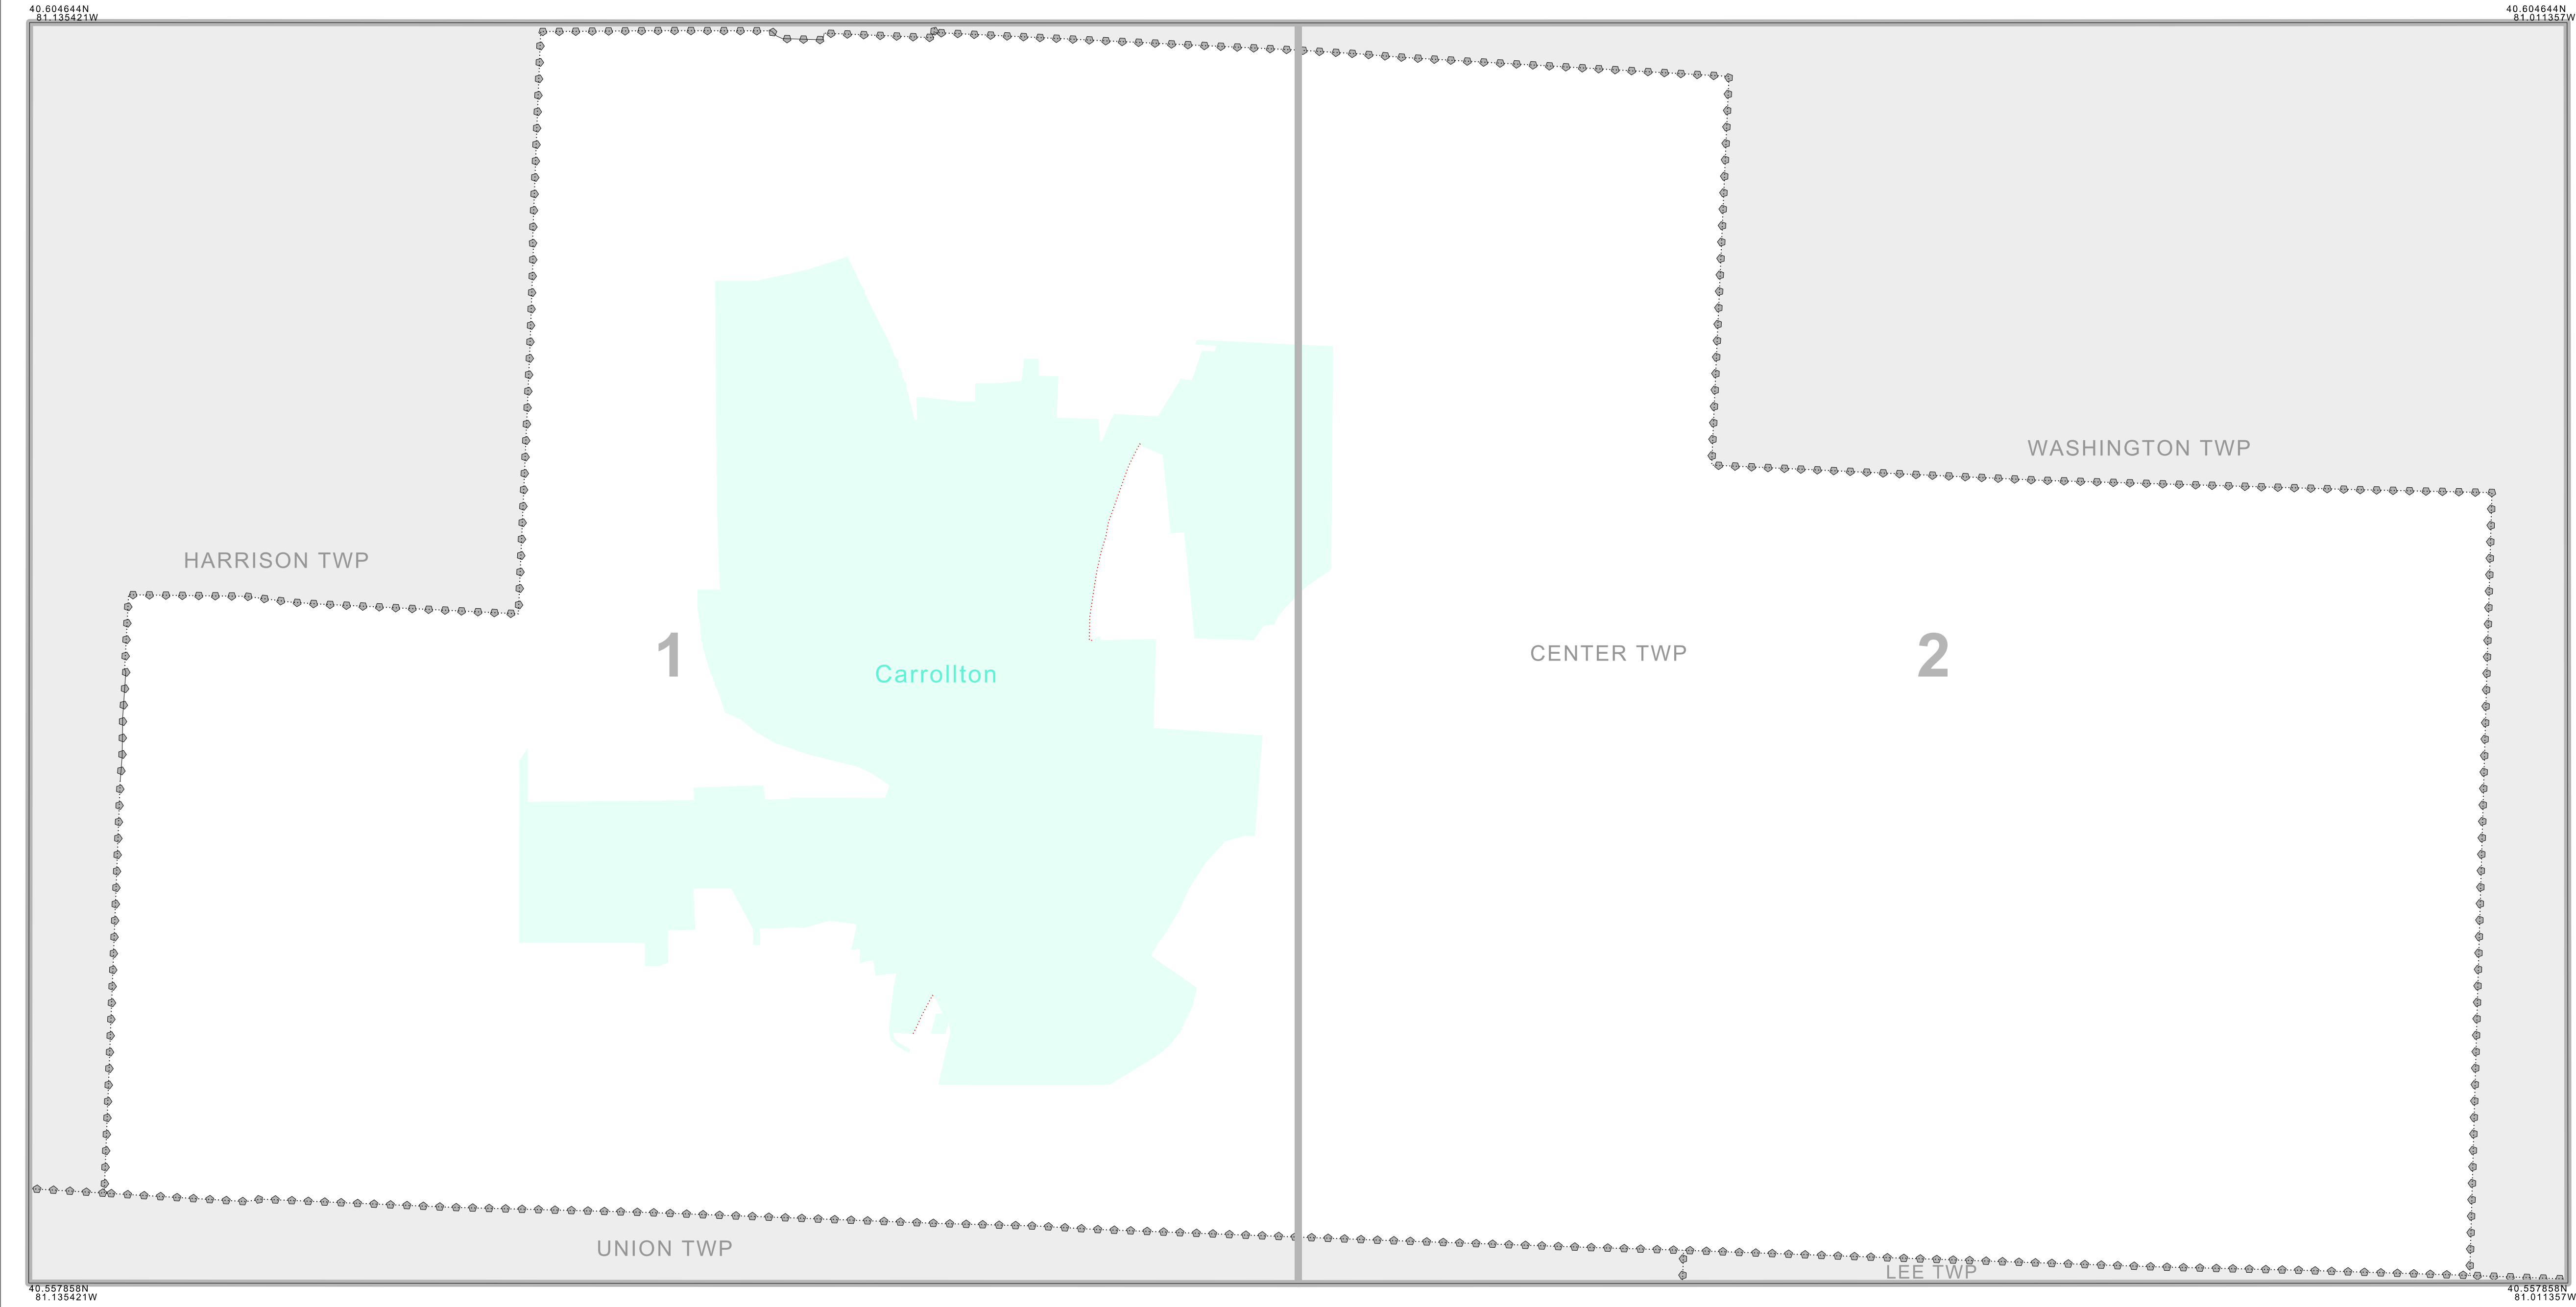 40.604644N
81.135421W
40.604644N
81.011357W
WASHINGTON TWP
HARRISON TWP
1
CENTER TWP
2
Carrollton
UNION TWP
LEE TWP
40.557858N
81.135421W
40.557858N
81.011357W